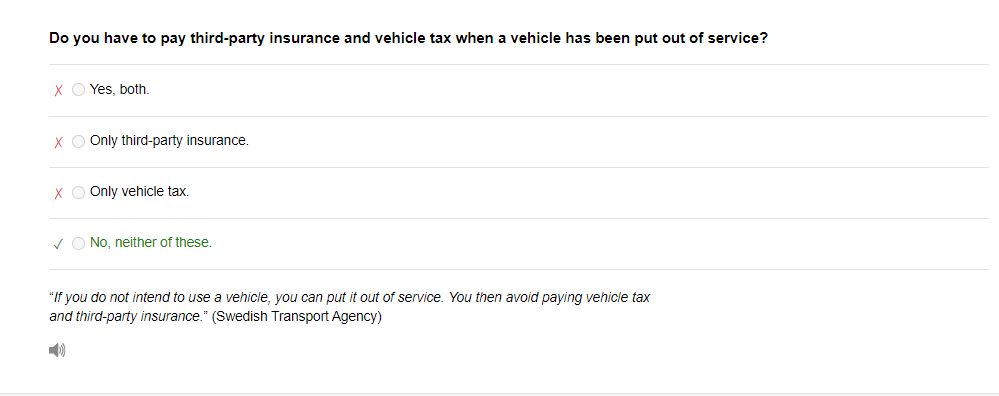 Do you have to pay third-party insurance and vehicle tax when a vehicle has been put out of service?
✗ Yes, both.
✗ Only third-party insurance.
✗ Only vehicle tax.
✓ No, neither of these.
“If you do not intend to use a vehicle, you can put it out of service. You then avoid paying vehicle tax
and third-party insurance.” (Swedish Transport Agency)